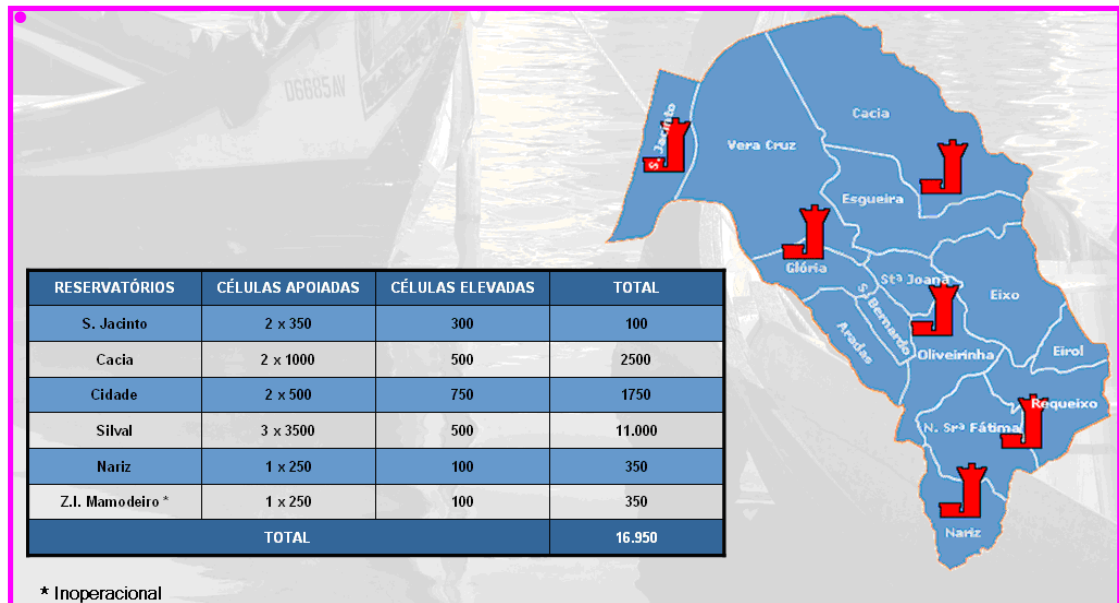 D6685AV
S. Jacinto
Vera Cruz
Cacia
Esgueira
Glória
Stª Joana
Eixo
S. Bernardo
Aradas
Oliveirinha
Eirol
Requeixo
N. Srª Fátima
Nariz
RESERVATÓRIOS CÉLULAS APOIADAS CÉLULAS ELEVADAS TOTAL
S. Jacinto 2 x 350 300 100
Cacia 2 x 1000 500 2500
Cidade 2 x 500 750 1750
Silval 3 x 3500 500 11.000
Nariz 1 x 250 100 350
Z.I. Mamodeiro * 1 x 250 100 350
TOTAL 16.950
* Inoperacional